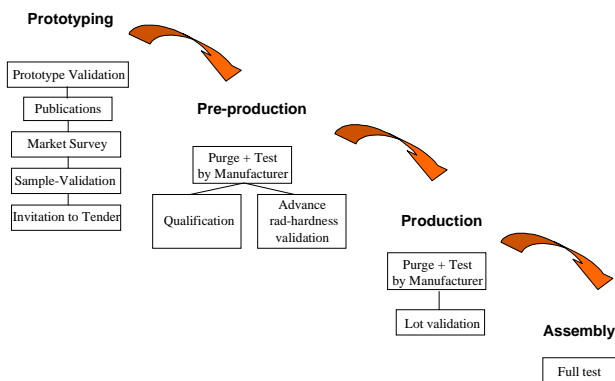 Prototyping
Prototype Validation
Publications
Market Survey
Sample-Validation
Invitation to Tender
Pre-production
Purge + Test
by Manufacturer
Qualification
Advance
rad-hardness
validation
Production
Purge + Test
by Manufacturer
Lot validation
Assembly
Full test